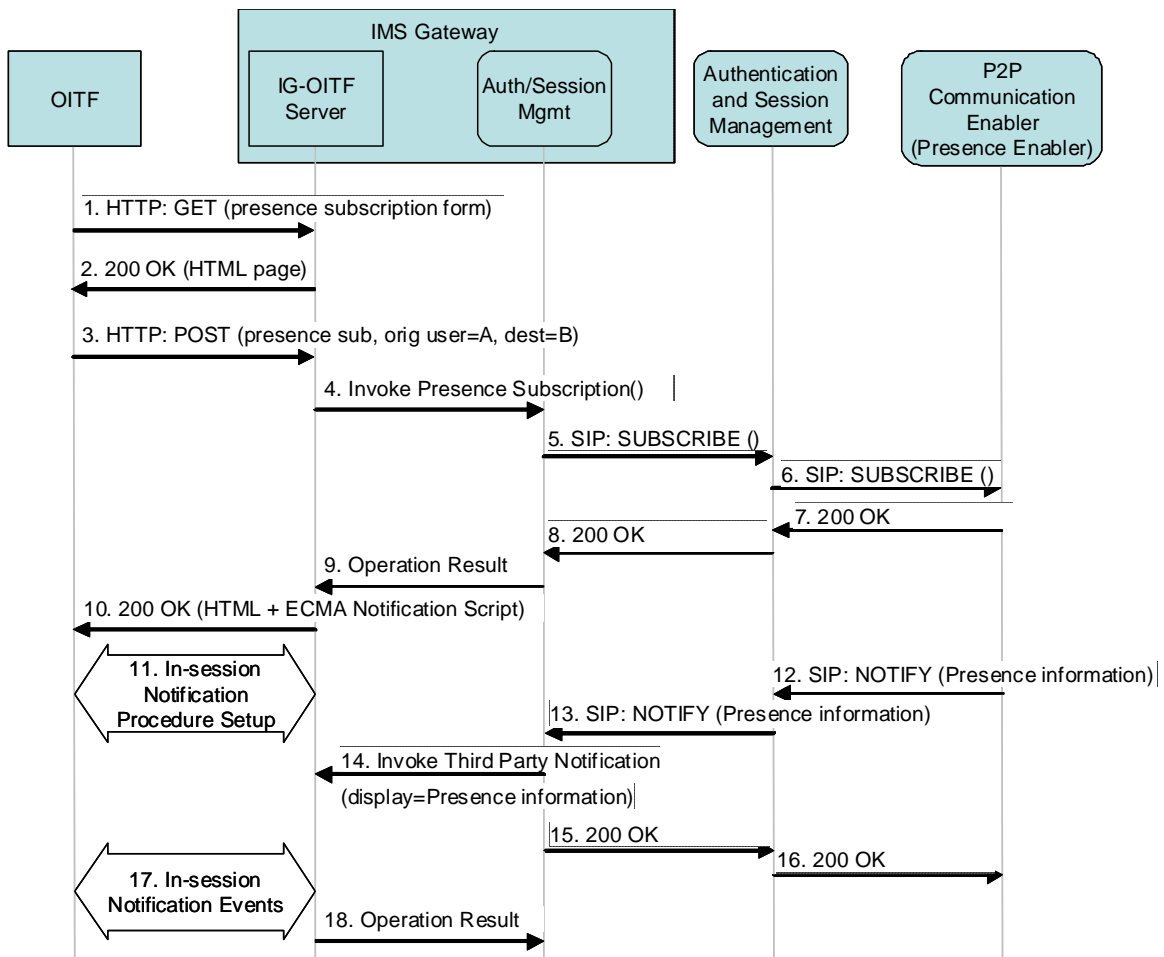 IMS Gateway
OITF
IG-OITF
Server
Auth/Session
Mgmt
Authentication
and Session
Management
P2P
Communication
Enabler
(Presence Enabler)
1. HTTP: GET (presence subscription form)
2. 200 OK (HTML page)
3. HTTP: POST (presence sub, orig user=A, dest=B)
4. Invoke Presence Subscription()
5. SIP: SUBSCRIBE ()
6. SIP: SUBSCRIBE ()
7. 200 OK
8. 200 OK
9. Operation Result
10. 200 OK (HTML + ECMA Notification Script)
11. In-session
Notification
Procedure Setup
12. SIP: NOTIFY (Presence information)
13. SIP: NOTIFY (Presence information)
14. Invoke Third Party Notification
(display=Presence information)
15. 200 OK
16. 200 OK
17. In-session
Notification Events
18. Operation Result